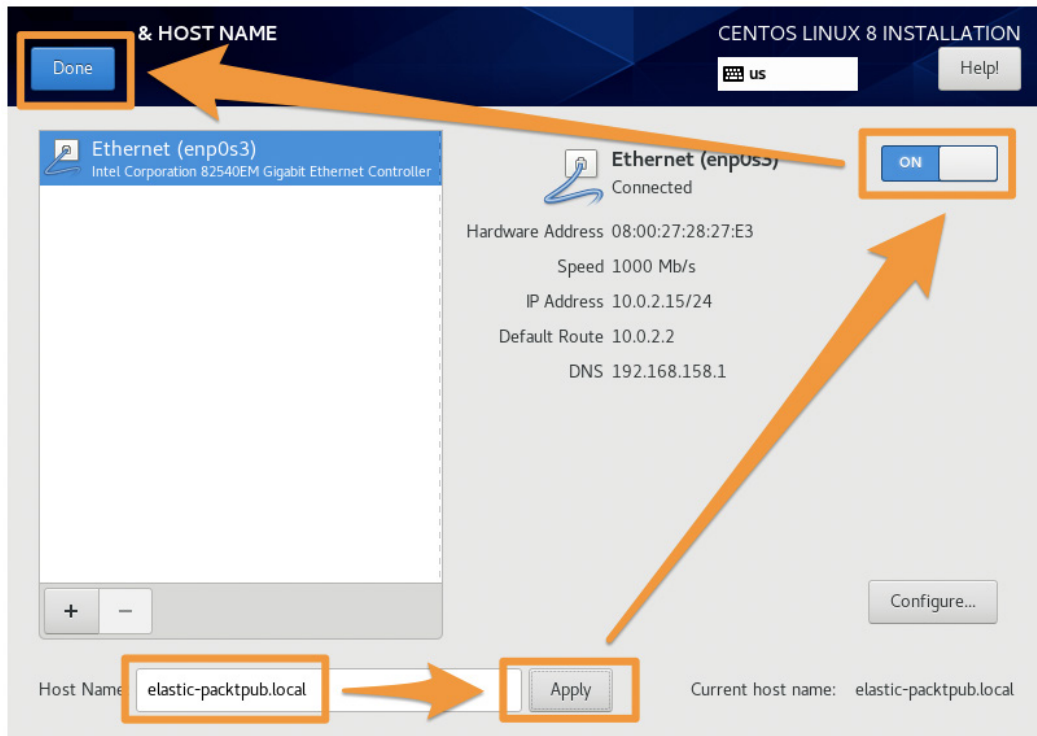 & HOST NAME
CENTOS LINUX 8 INSTALLATION
Done
us
Help!
Ethernet (enp0s3)
Intel Corporation 82540EM Gigabit Ethernet Controller
Ethernet (enp0s3)
Connected
ON
Hardware Address 08:00:27:28:27:E3
Speed 1000 Mb/s
IP Address 10.0.2.15/24
Default Route 10.0.2.2
DNS 192.168.158.1
+ −
Configure...
Host Name
elastic-packtpub.local
Apply
Current host name: elastic-packtpub.local